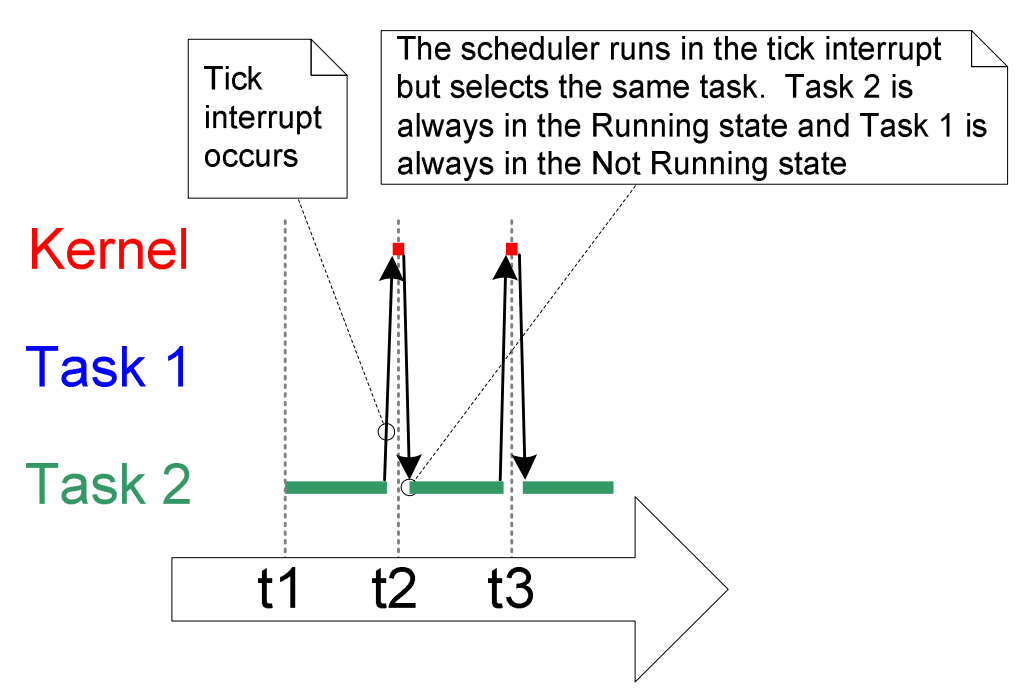 Tick
interrupt
occurs
The scheduler runs in the tick interrupt
but selects the same task.  Task 2 is
always in the Running state and Task 1 is
always in the Not Running state
Kernel
Task 1
Task 2
t1
t2
t3